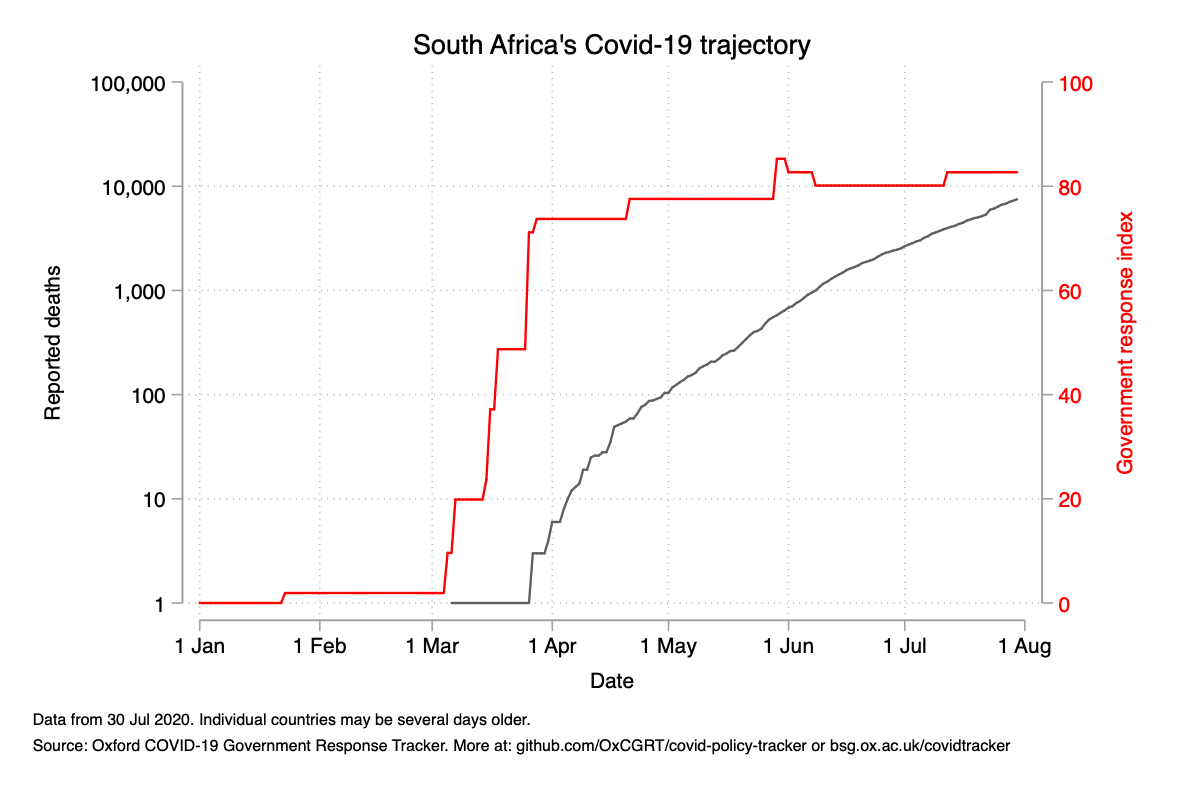 South Africa's Covid-19 trajectory
100,000
10,000
1,000
100
10
1
Reported deaths
100
80
60
40
20
0
Government response index
1 Jan 1 Feb 1 Mar 1 Apr 1 May 1 Jun 1 Jul 1 Aug
Date
Data from 30 Jul 2020. Individual countries may be several days older.
Source: Oxford COVID-19 Government Response Tracker. More at: github.com/OxCGRT/covid-policy-tracker or bsg.ox.ac.uk/covidtracker